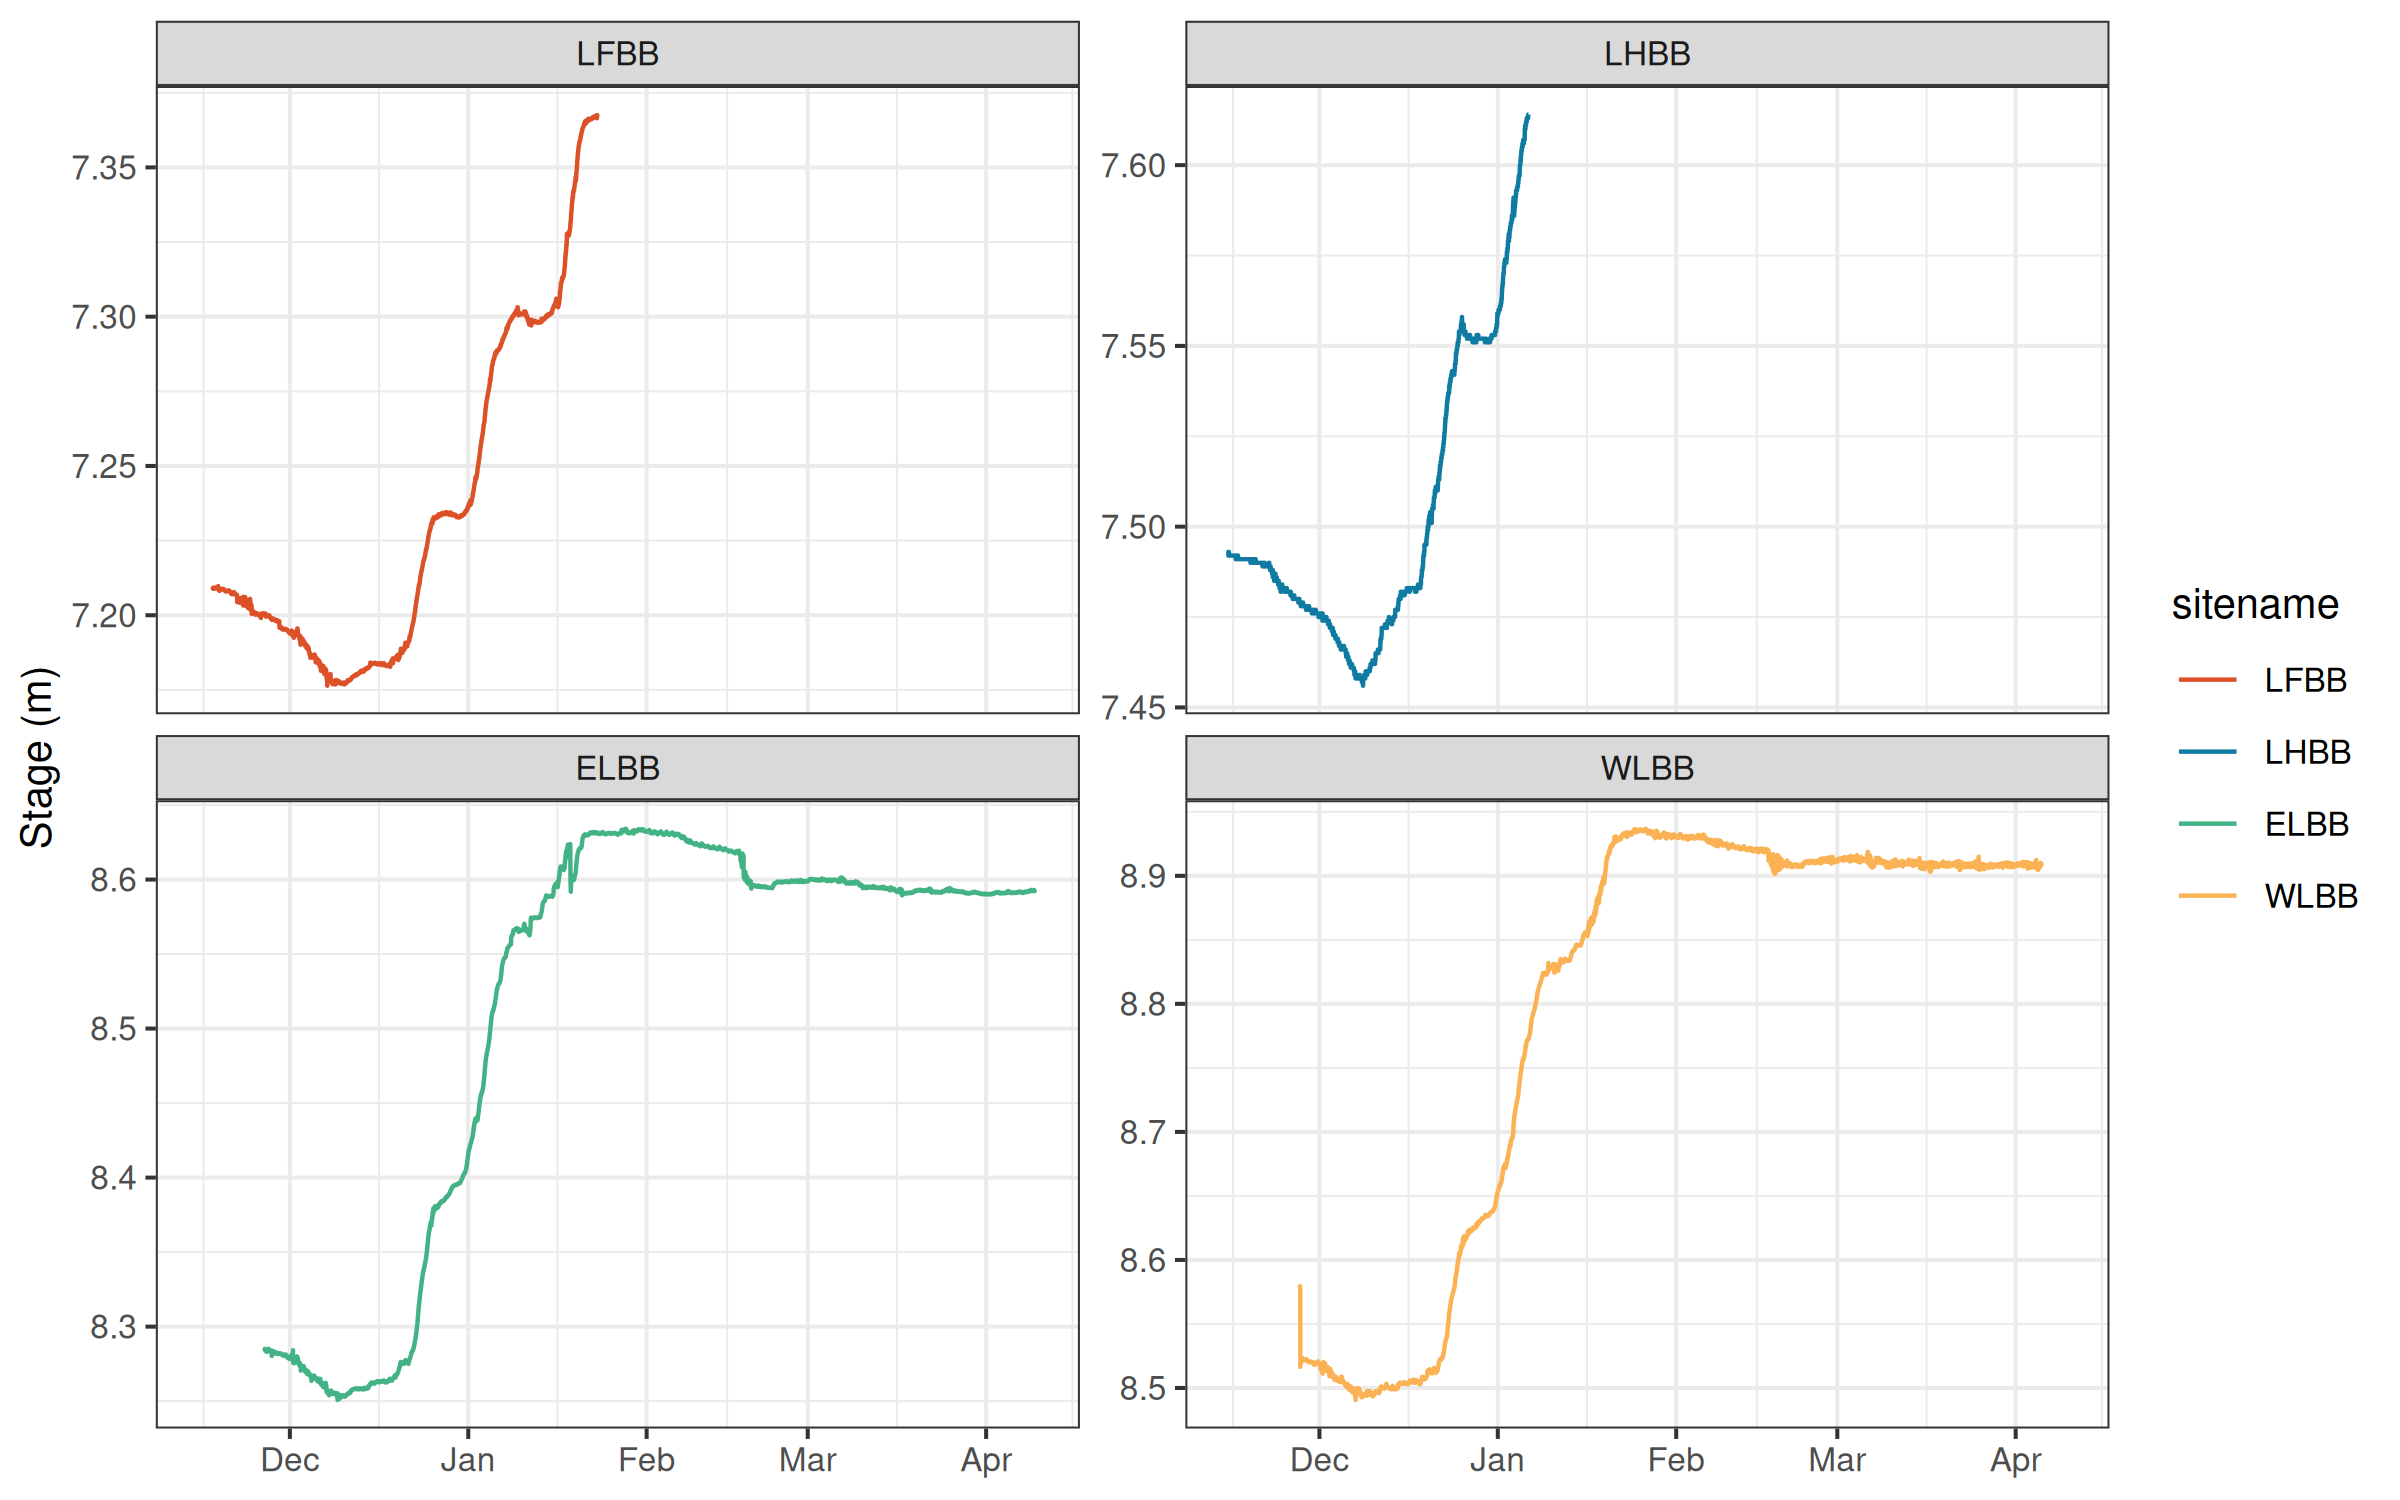 LFBB
LHBB
7.35
7.30
7.25
7.20
7.60
7.55
7.50
7.45
ELBB
WLBB
8.6
8.5
8.4
8.3
8.9
8.8
8.7
8.6
8.5
Dec Jan Feb Mar Apr
Dec Jan Feb Mar Apr
Stage (m)
sitename
LFBB
LHBB
ELBB
WLBB